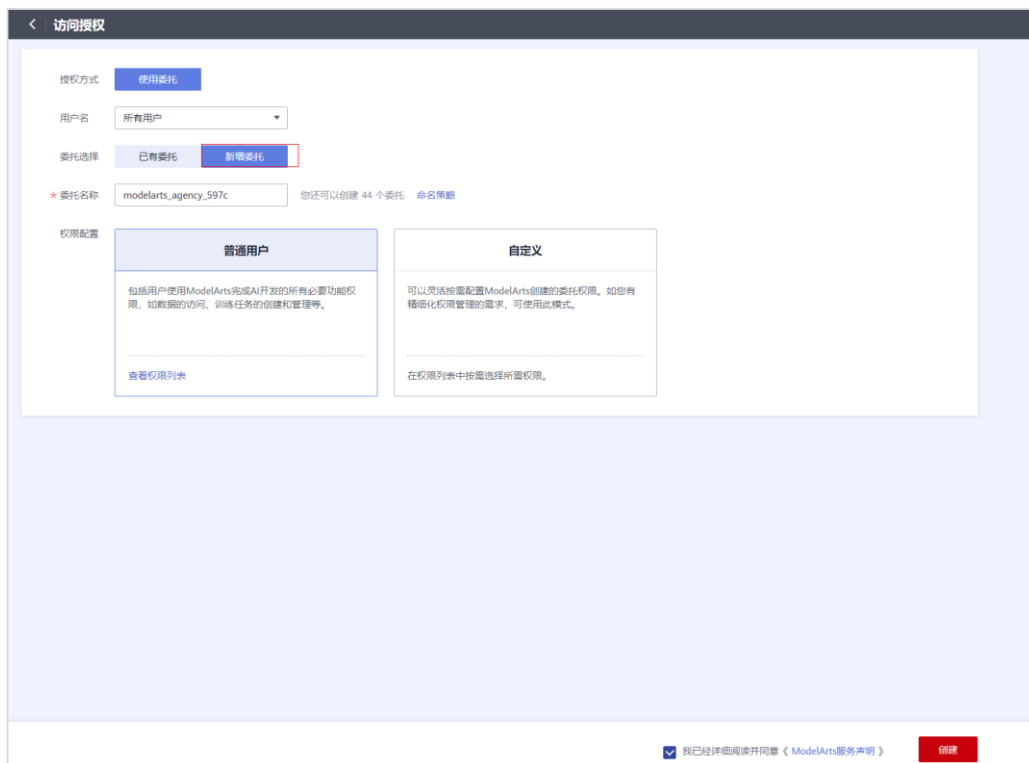 访问授权
授权方式 使用委托
用户名 所有用户
委托选择 已有委托 新增委托
* 委托名称 modelarts_agency_597c 您还可以创建 44 个委托 命名策略
权限配置
普通用户
包括用户使用ModelArts完成AI开发的所有必要功能权
限，如数据的访问、训练任务的创建和管理等。
查看权限列表
自定义
可以灵活按需配置ModelArts创建的委托权限。如您有
精细化权限管理的需求，可使用此模式。
在权限列表中按需选择所需权限。
我已经详细阅读并同意《 ModelArts服务声明 》 创建